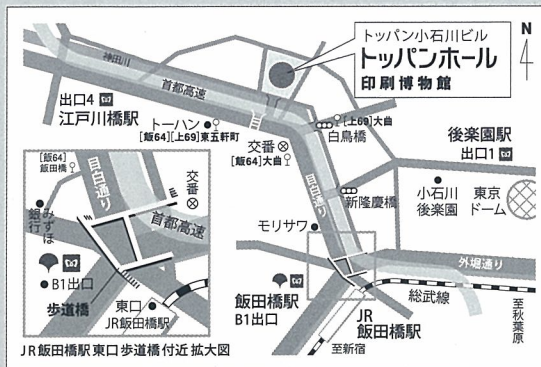 トッパン小石川ビル
トッパンホール
印刷博物館
N
神田川
首都高速
出口4
江戸川橋駅
トーハン
[飯64][上69]東五軒町
[上69]大曲
白鳥橋
交番
[飯64]大曲
後楽園駅
出口1
目白通り
新隆慶橋
小石川
後楽園
東京
ドーム
モリサワ
外堀通り
飯田橋駅
B1出口
総武線
JR
飯田橋駅
至新宿
至秋葉原
[飯64]
飯田橋
目白通り
交番
首都高速
みずほ
銀行
B1出口
歩道橋
東口
JR飯田橋駅
JR飯田橋駅東口歩道橋付近 拡大図